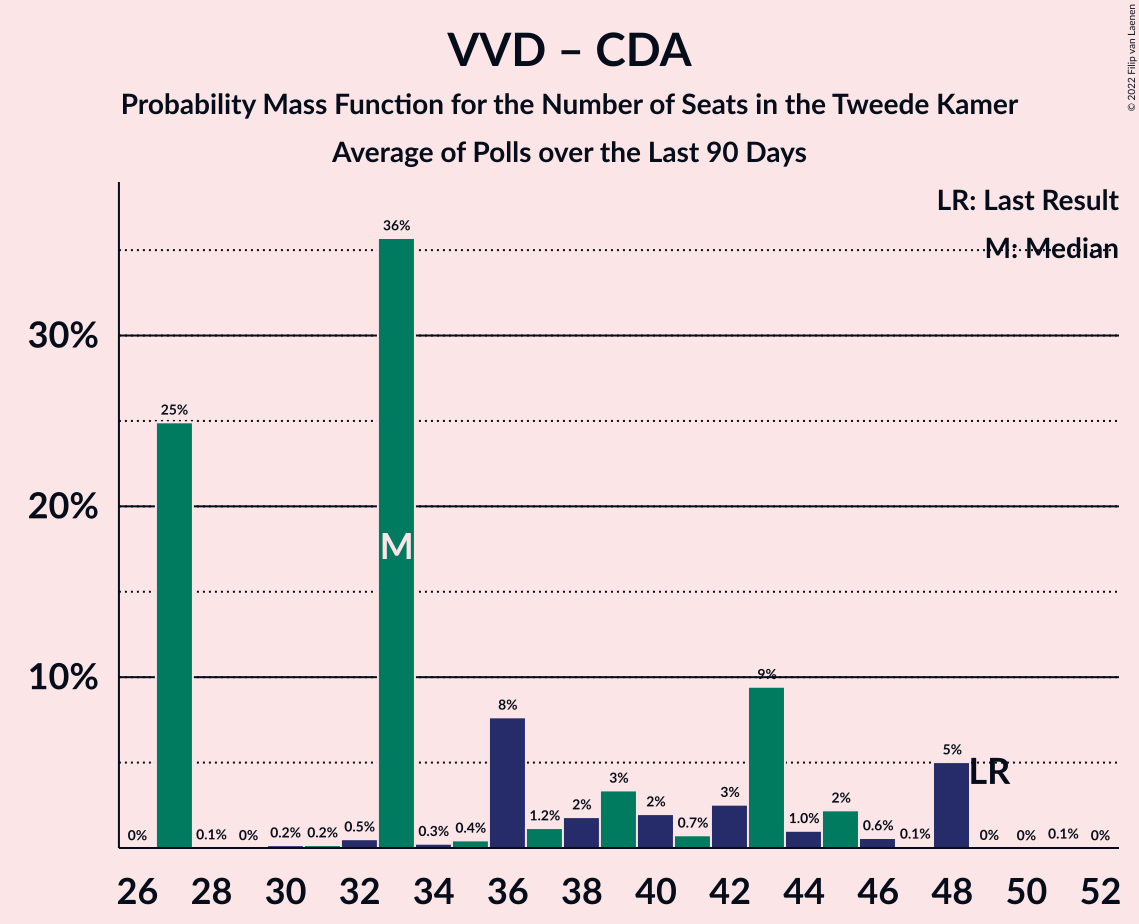 VVD – CDA
Probability Mass Function for the Number of Seats in the Tweede Kamer
Average of Polls over the Last 90 Days
© 2022 Filip van Laenen
LR: Last Result
M: Median
30%
20%
10%
0% 25% 0.1% 0% 0.2% 0.2% 0.5% 36% 0.3% 0.4% 8% 1.2% 2% 3% 2% 0.7% 3% 9% 1.0% 2% 0.6% 0.1% 5% 0% 0% 0.1% 0%
M
LR
26 28 30 32 34 36 38 40 42 44 46 48 50 52